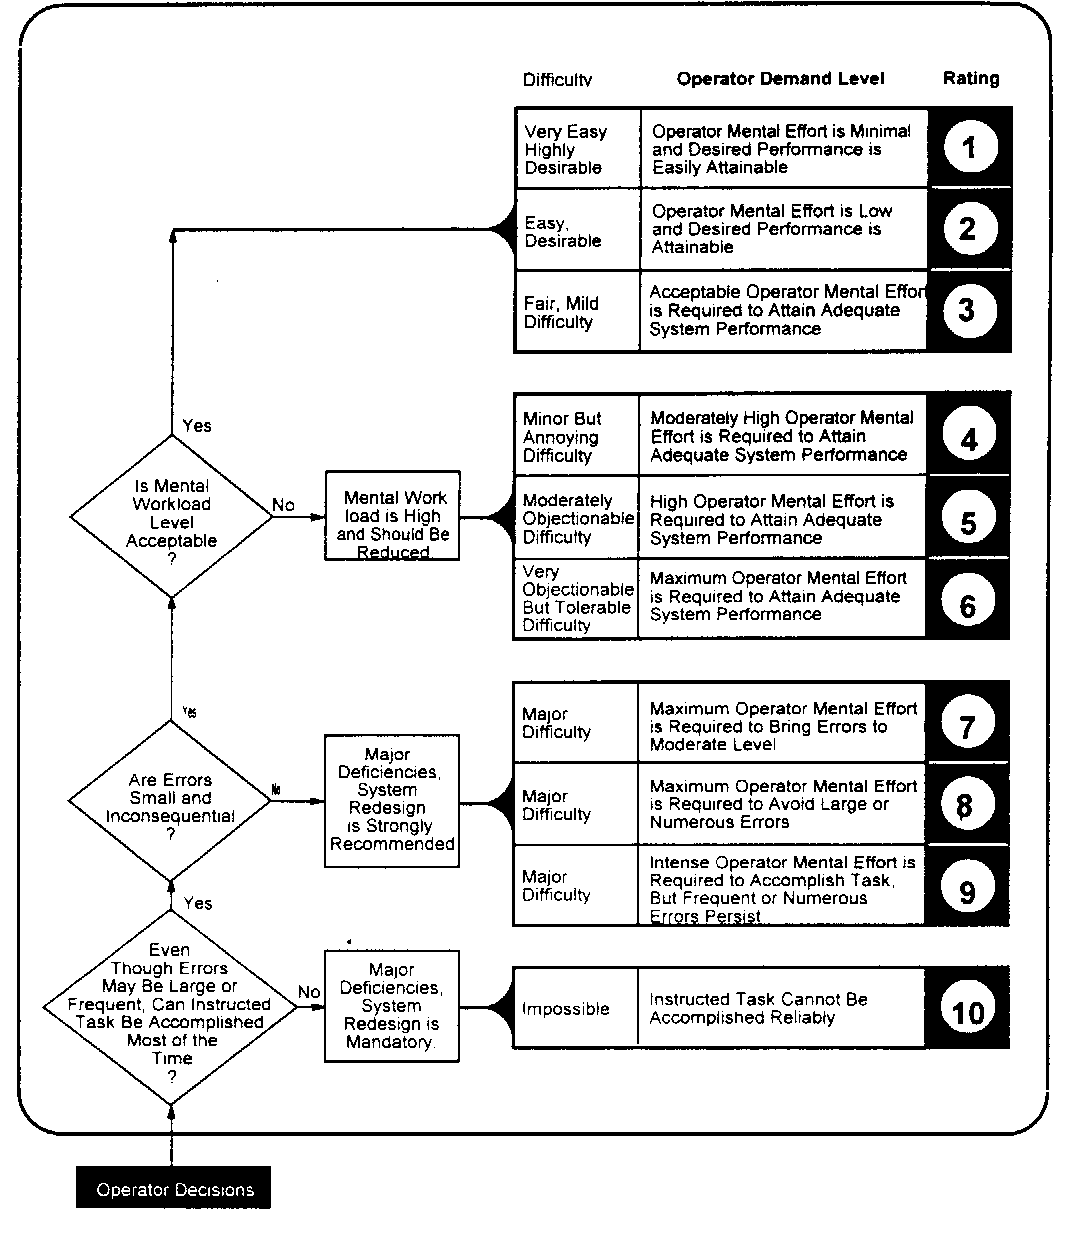 Difficulty Operator Demand Level Rating
Very Easy
Highly
Desirable
Operator Mental Effort is Minimal
and Desired Performance is
Easily Attainable
1
Easy,
Desirable
Operator Mental Effort is Low
and Desired Performance is
Attainable
2
Fair, Mild
Difficulty
Acceptable Operator Mental Effort
is Required to Attain Adequate
System Performance
3
Yes
Is Mental
Workload
Level
Acceptable
?
No
Mental Work
load is High
and Should Be
Reduced
Minor But
Annoying
Difficulty
Moderately High Operator Mental
Effort is Required to Attain
Adequate System Performance
4
Moderately
Objectionable
Difficulty
High Operator Mental Effort is
Required to Attain Adequate
System Performance
5
Very
Objectionable
But Tolerable
Difficulty
Maximum Operator Mental Effort
is Required to Attain Adequate
System Performance
6
Yes
Are Errors
Small and
Inconsequential
?
No
Major
Deficiencies,
System
Redesign
is Strongly
Recommended
Major
Difficulty
Maximum Operator Mental Effort
is Required to Bring Errors to
Moderate Level
7
Major
Difficulty
Maximum Operator Mental Effort
is Required to Avoid Large or
Numerous Errors
8
Major
Difficulty
Intense Operator Mental Effort is
Required to Accomplish Task,
But Frequent or Numerous
Errors Persist
9
Yes
Even
Though Errors
May Be Large or
Frequent, Can Instructed
Task Be Accomplished
Most of the
Time
?
No
Major
Deficiencies,
System
Redesign is
Mandatory.
Impossible
Instructed Task Cannot Be
Accomplished Reliably
10
Operator Decisions